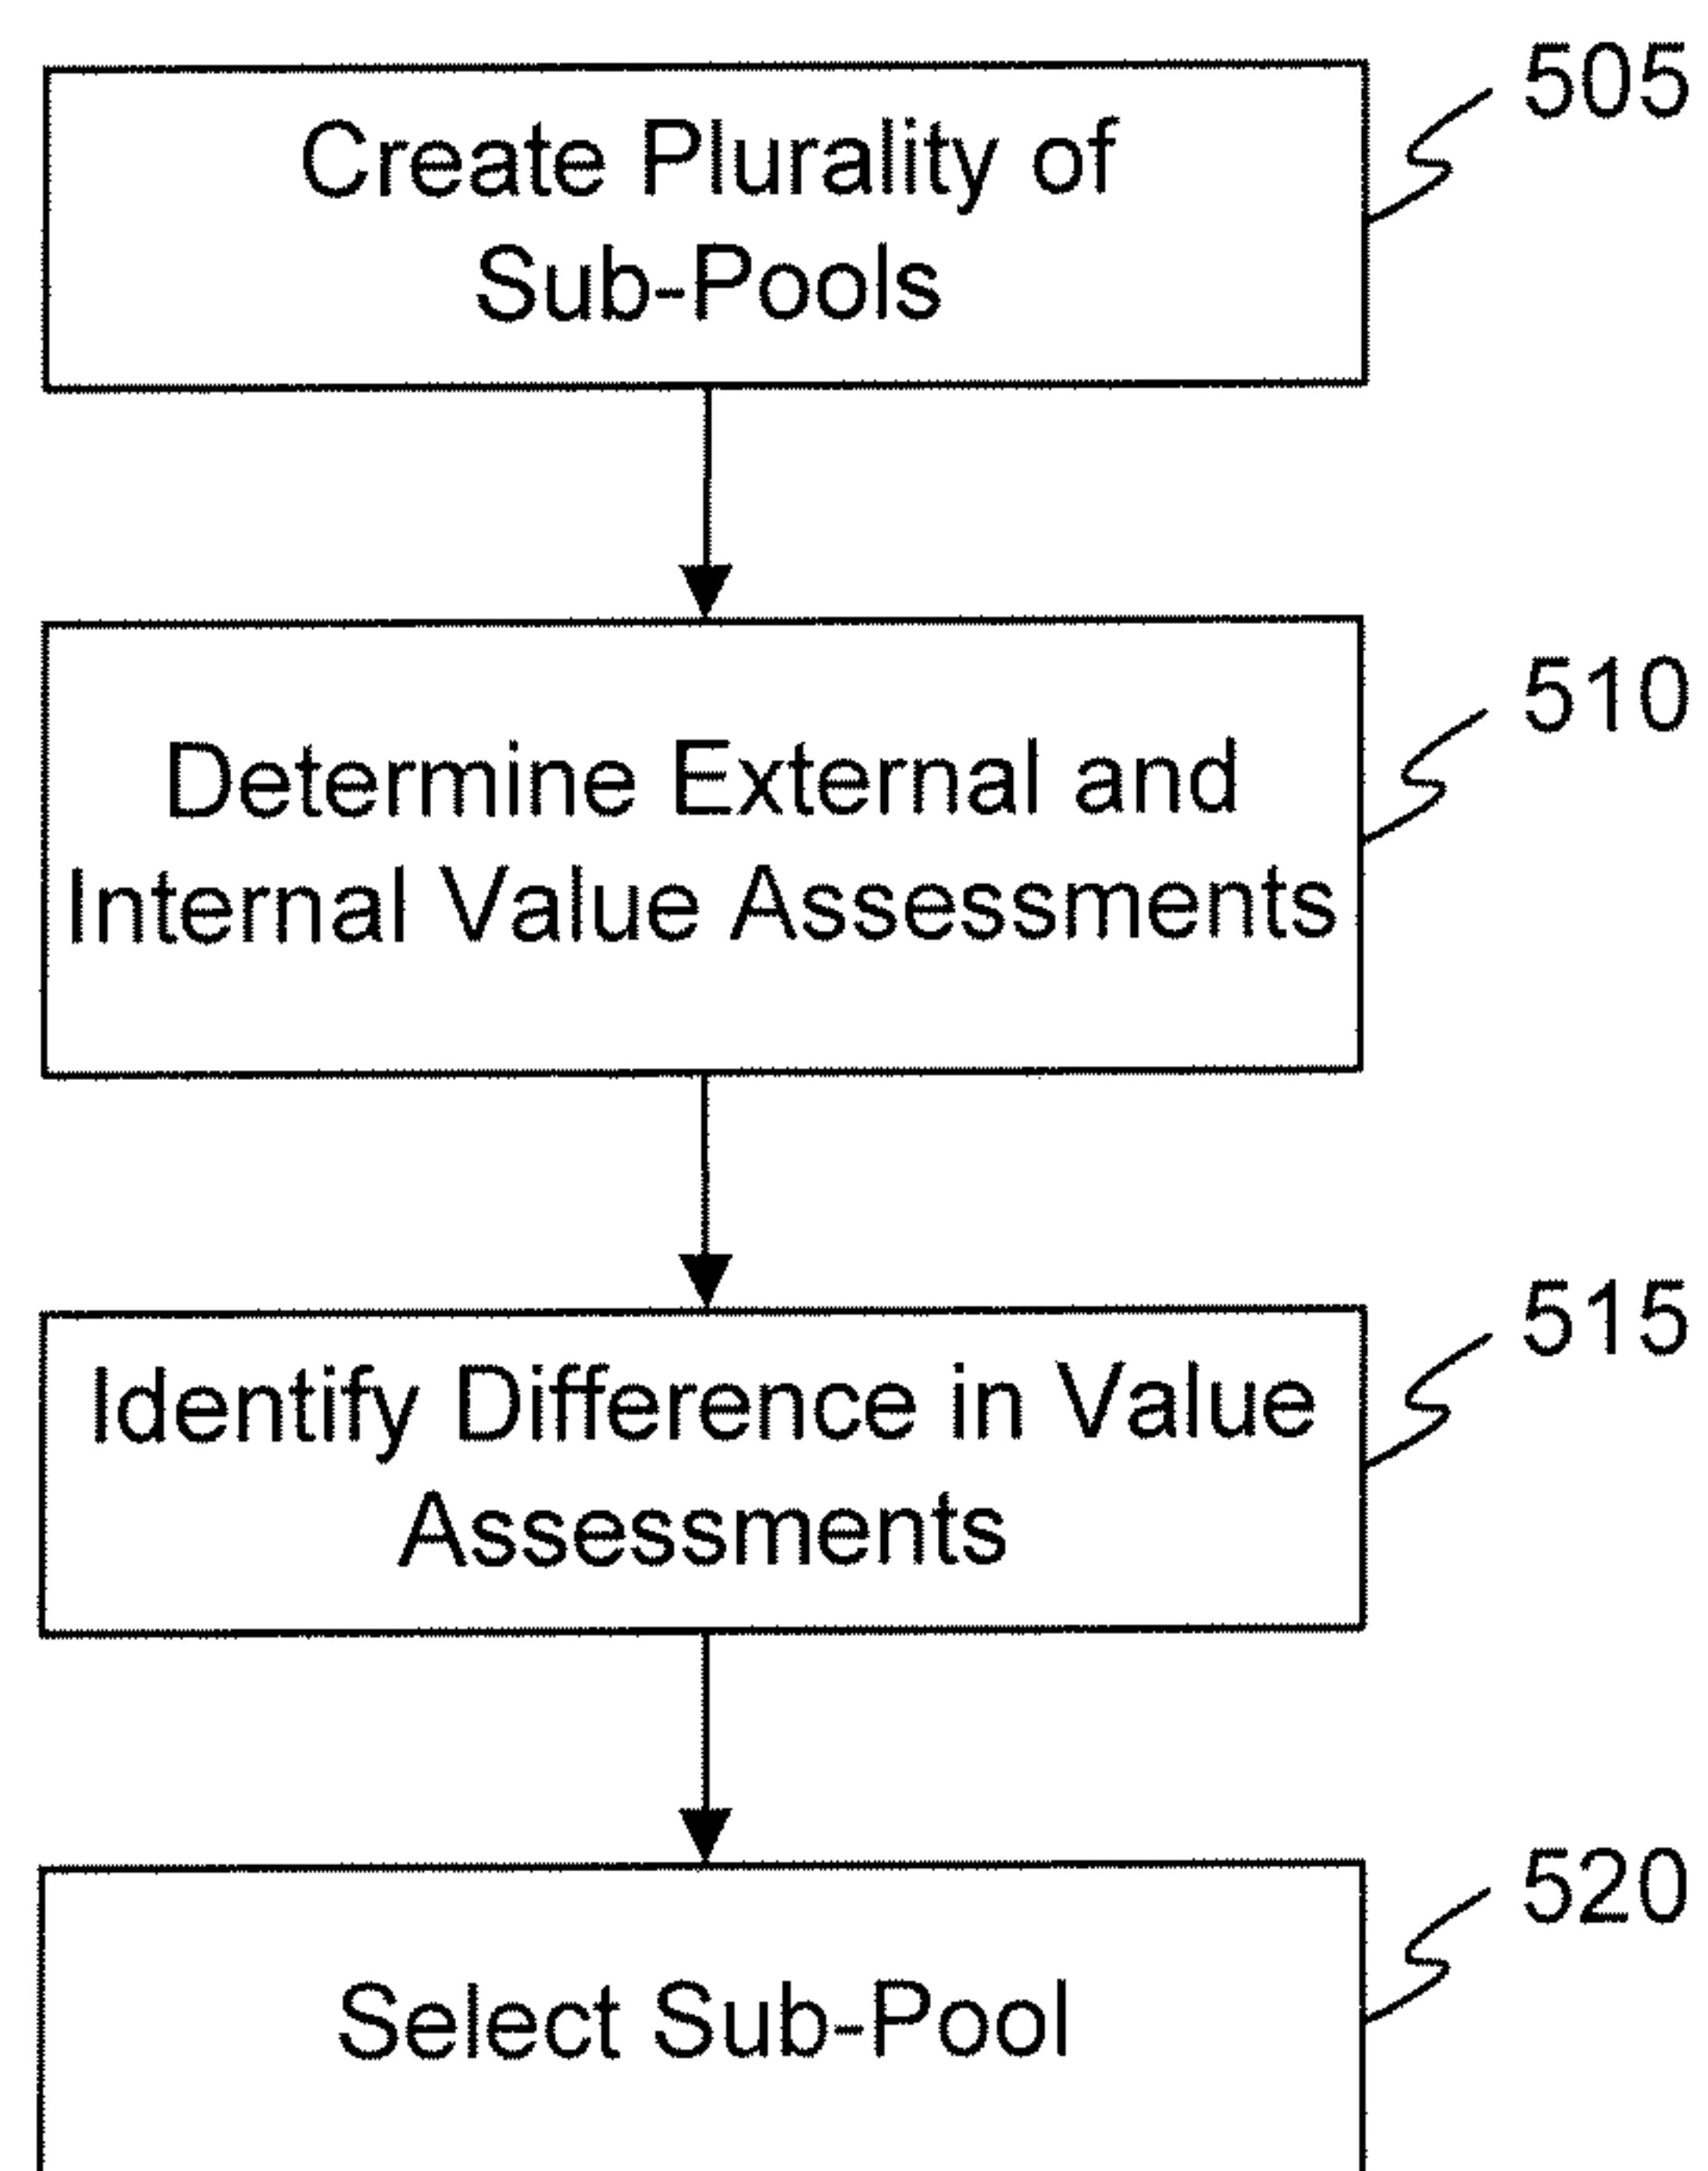 505
Create Plurality of
Sub-Pools
510
Determine External and
Internal Value Assessments
515
Identify Difference in Value
Assessments
520
Select Sub-Pool